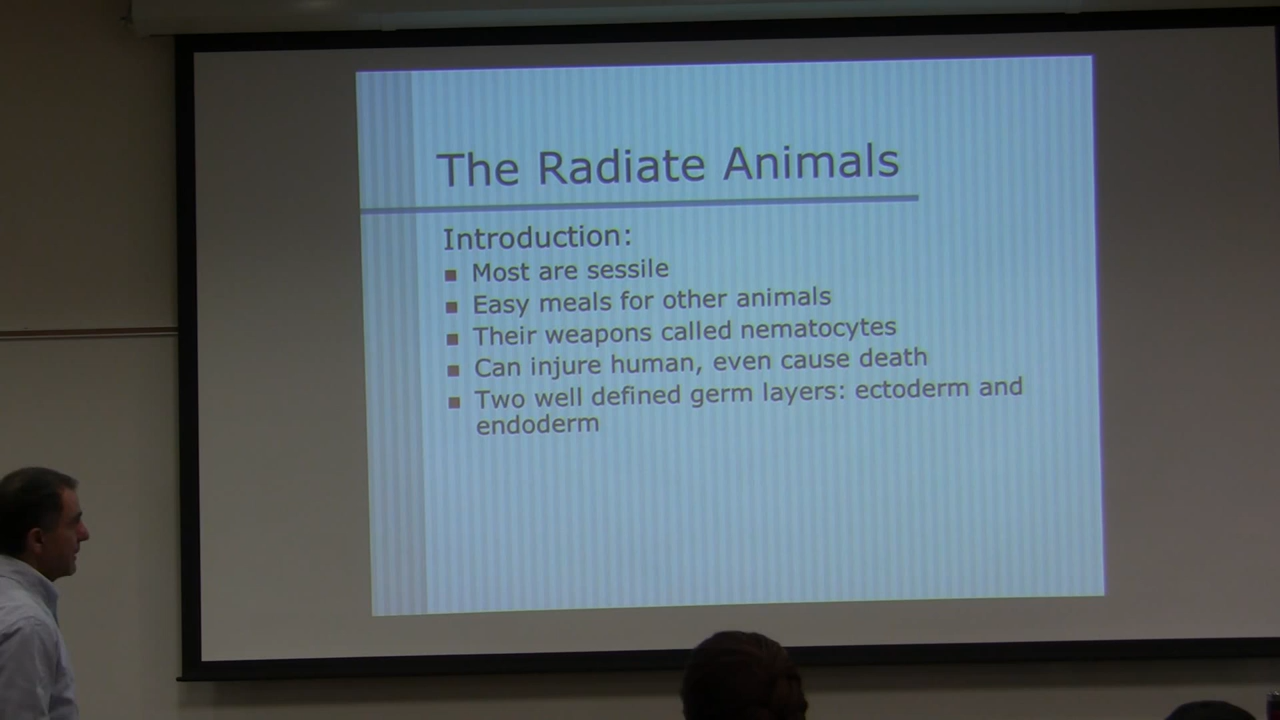 The Radiate Animals
Introduction:
Most are sessile
Easy meals for other animals
Their weapons called nematocytes
Can injure human, even cause death
Two well defined germ layers: ectoderm and
endoderm